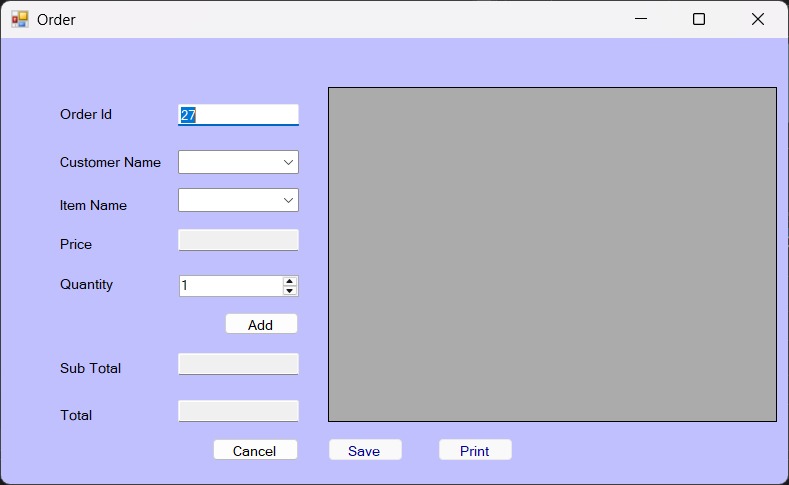 Order
Order Id 27
Customer Name
Item Name
Price
Quantity 1
Add
Sub Total
Total
Cancel Save Print